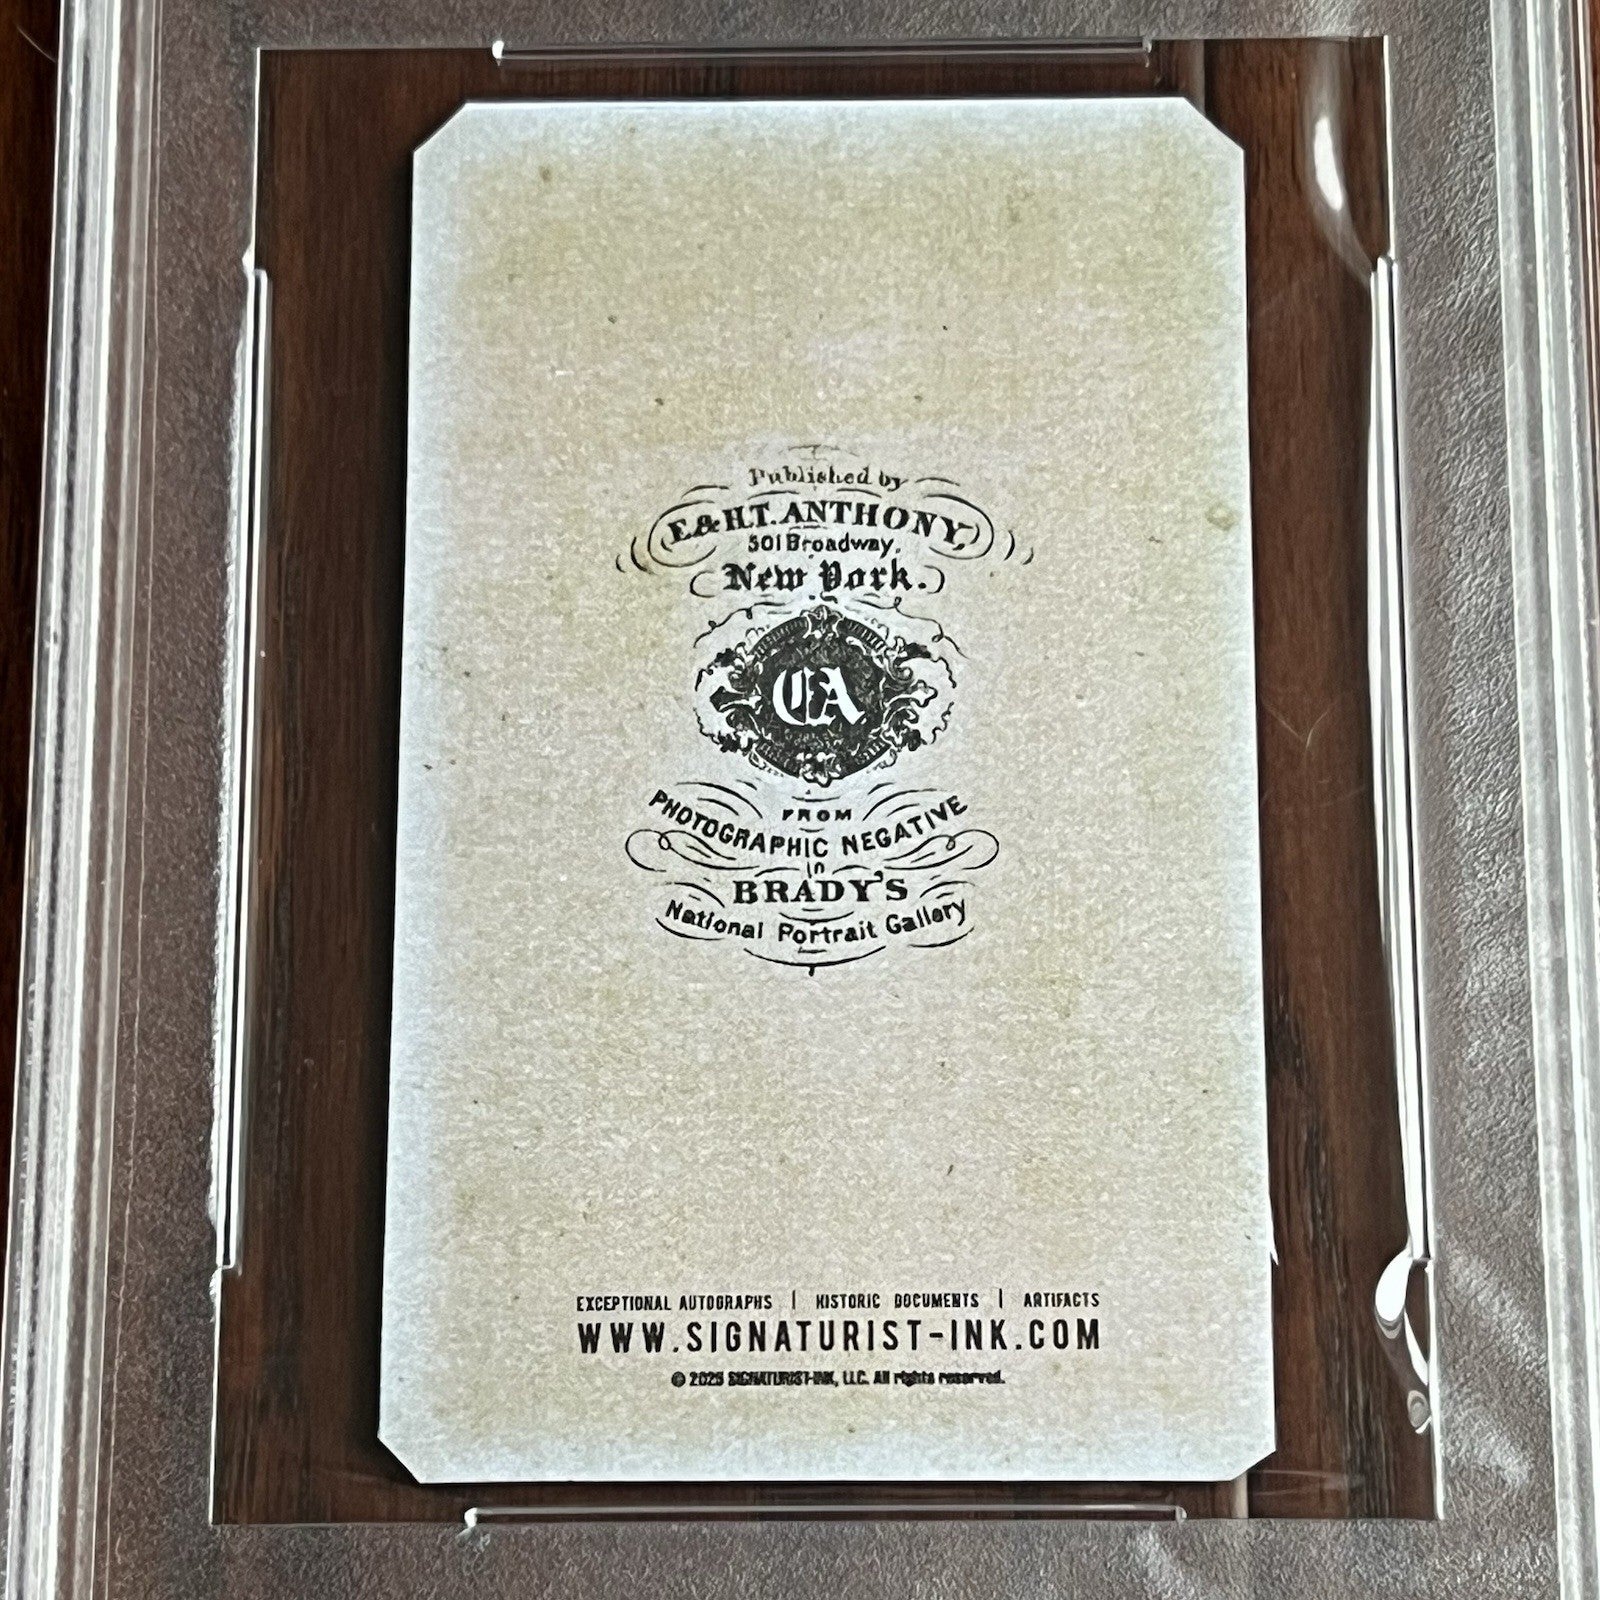 Published by
E. & H.T. ANTHONY,
501 Broadway,
New York.
EA
FROM
PHOTOGRAPHIC NEGATIVE
in
BRADY'S
National Portrait Gallery
EXCEPTIONAL AUTOGRAPHS | HISTORIC DOCUMENTS | ARTIFACTS
WWW.SIGNATURIST-INK.COM
© 2025 SIGNATURIST-INK, LLC. All rights reserved.